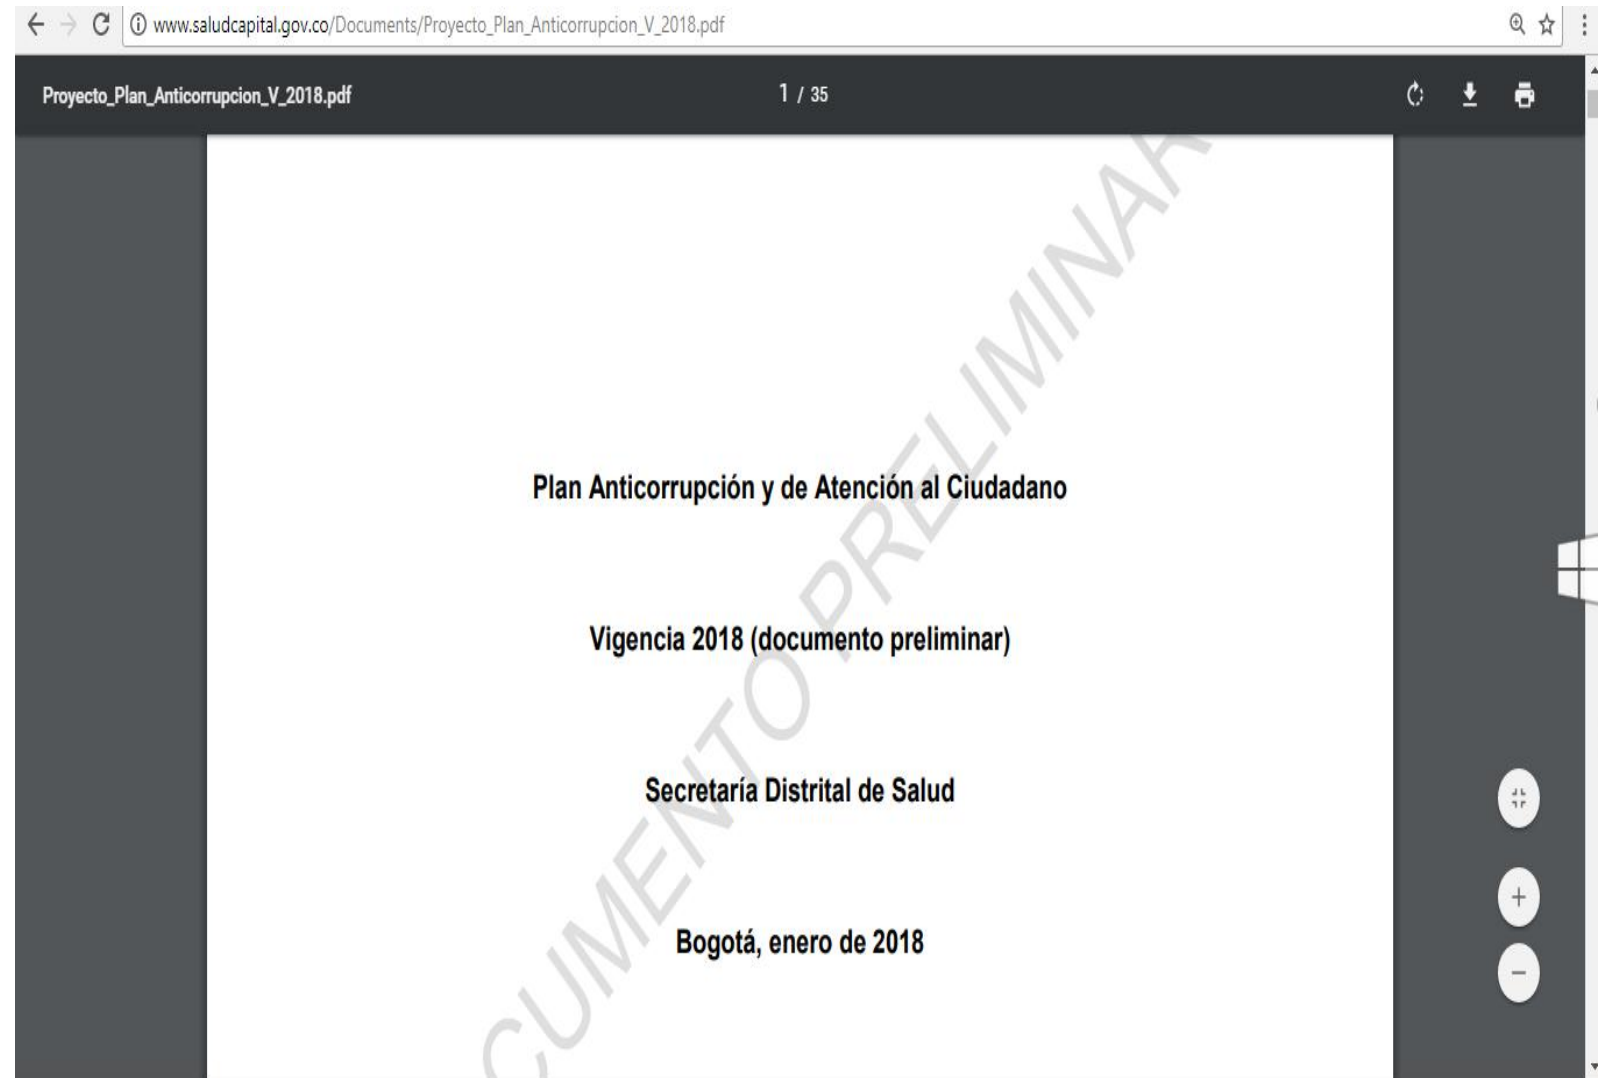 www.saludcapital.gov.co/Documents/Proyecto_Plan_Anticorrupcion_V_2018.pdf
Proyecto_Plan_Anticorrupcion_V_2018.pdf
1 / 35
CUMENTO PRELIMINAR
Plan Anticorrupción y de Atención al Ciudadano
Vigencia 2018 (documento preliminar)
Secretaría Distrital de Salud
Bogotá, enero de 2018